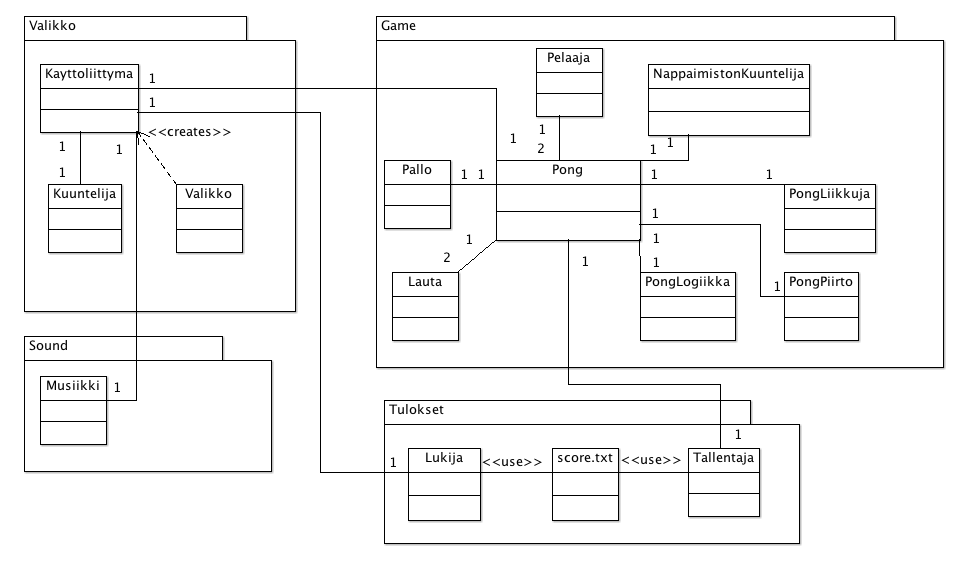 Valikko
Kayttoliittyma
1
1
<<creates>>
1
1
1
Kuuntelija
Valikko
Sound
Musiikki
1
Game
Pelaaja
NappaimistonKuuntelija
1
1
2
1
1
Pallo
1
1
Pong
1
1
PongLiikkuja
1
1
2
Lauta
1
1
1
PongLogiikka
1
PongPiirto
Tulokset
1
1
Lukija
<<use>>
score.txt
<<use>>
Tallentaja